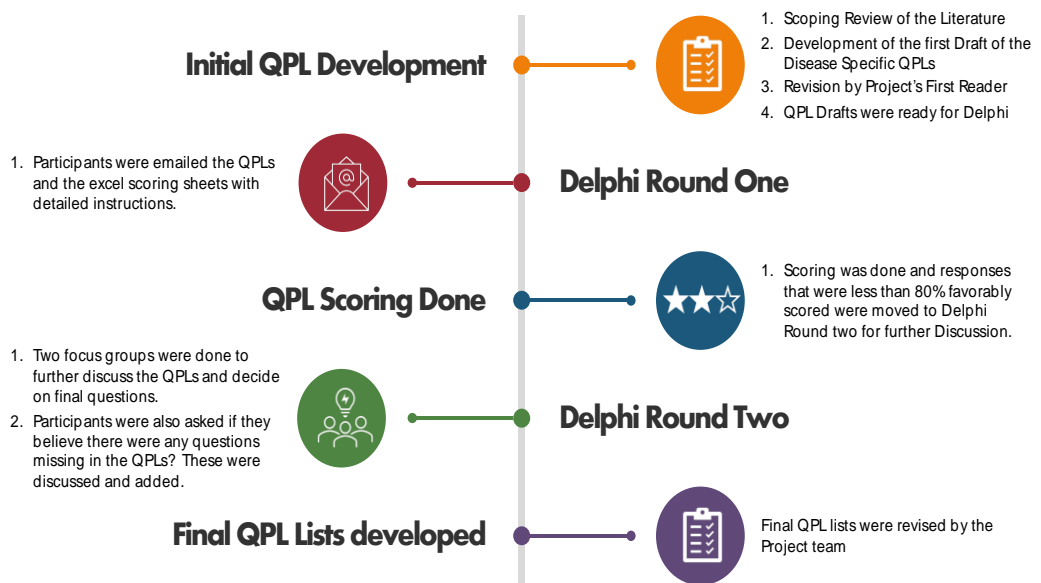 Initial QPL Development
1. Scoping Review of the Literature
2. Development of the first Draft of the
Disease Specific QPLs
3. Revision by Project's First Reader
4. QPL Drafts were ready for Delphi
1. Participants were emailed the QPLs
and the excel scoring sheets with
detailed instructions.
@
Delphi Round One
QPL Scoring Done
1. Scoring was done and responses
that were less than 80% favorably
scored were moved to Delphi
Round two for further Discussion.
1. Two focus groups were done to
further discuss the QPLs and decide
on final questions.
2. Participants were also asked if they
believe there were any questions
missing in the QPLs? These were
discussed and added.
Delphi Round Two
Final QPL Lists developed
Final QPL lists were revised by the
Project team